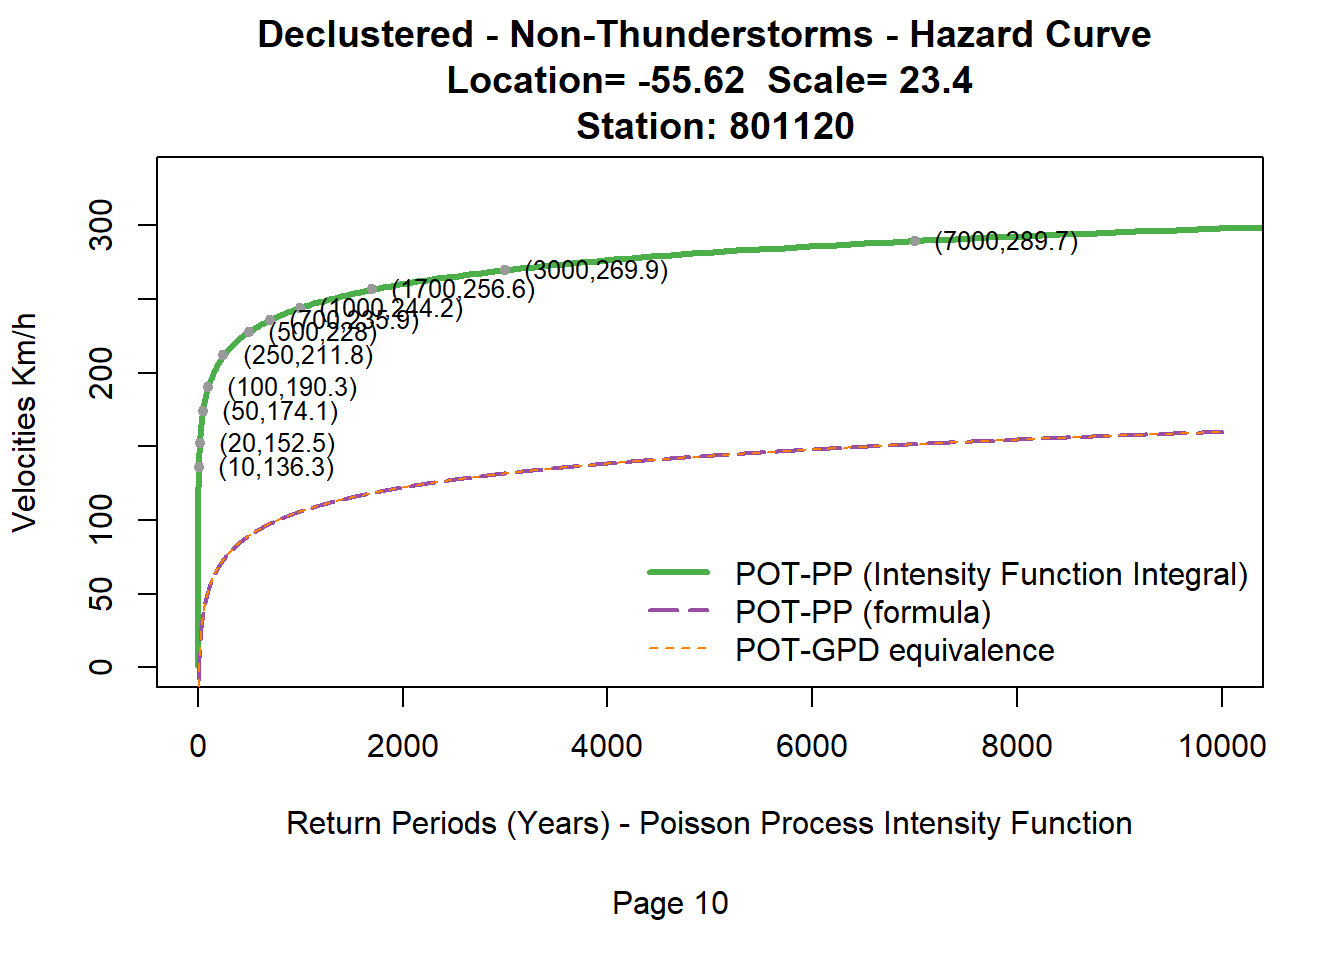 Declustered - Non-Thunderstorms - Hazard Curve
Location= -55.62  Scale= 23.4
Station: 801120
Velocities Km/h
300
200
100
50
0
(7000,289.7)
(3000,269.9)
(1700,256.6)
(1000,244.2)
(700,235.9)
(500,228)
(250,211.8)
(100,190.3)
(50,174.1)
(20,152.5)
(10,136.3)
POT-PP (Intensity Function Integral)
POT-PP (formula)
POT-GPD equivalence
0 2000 4000 6000 8000 10000
Return Periods (Years) - Poisson Process Intensity Function
Page 10